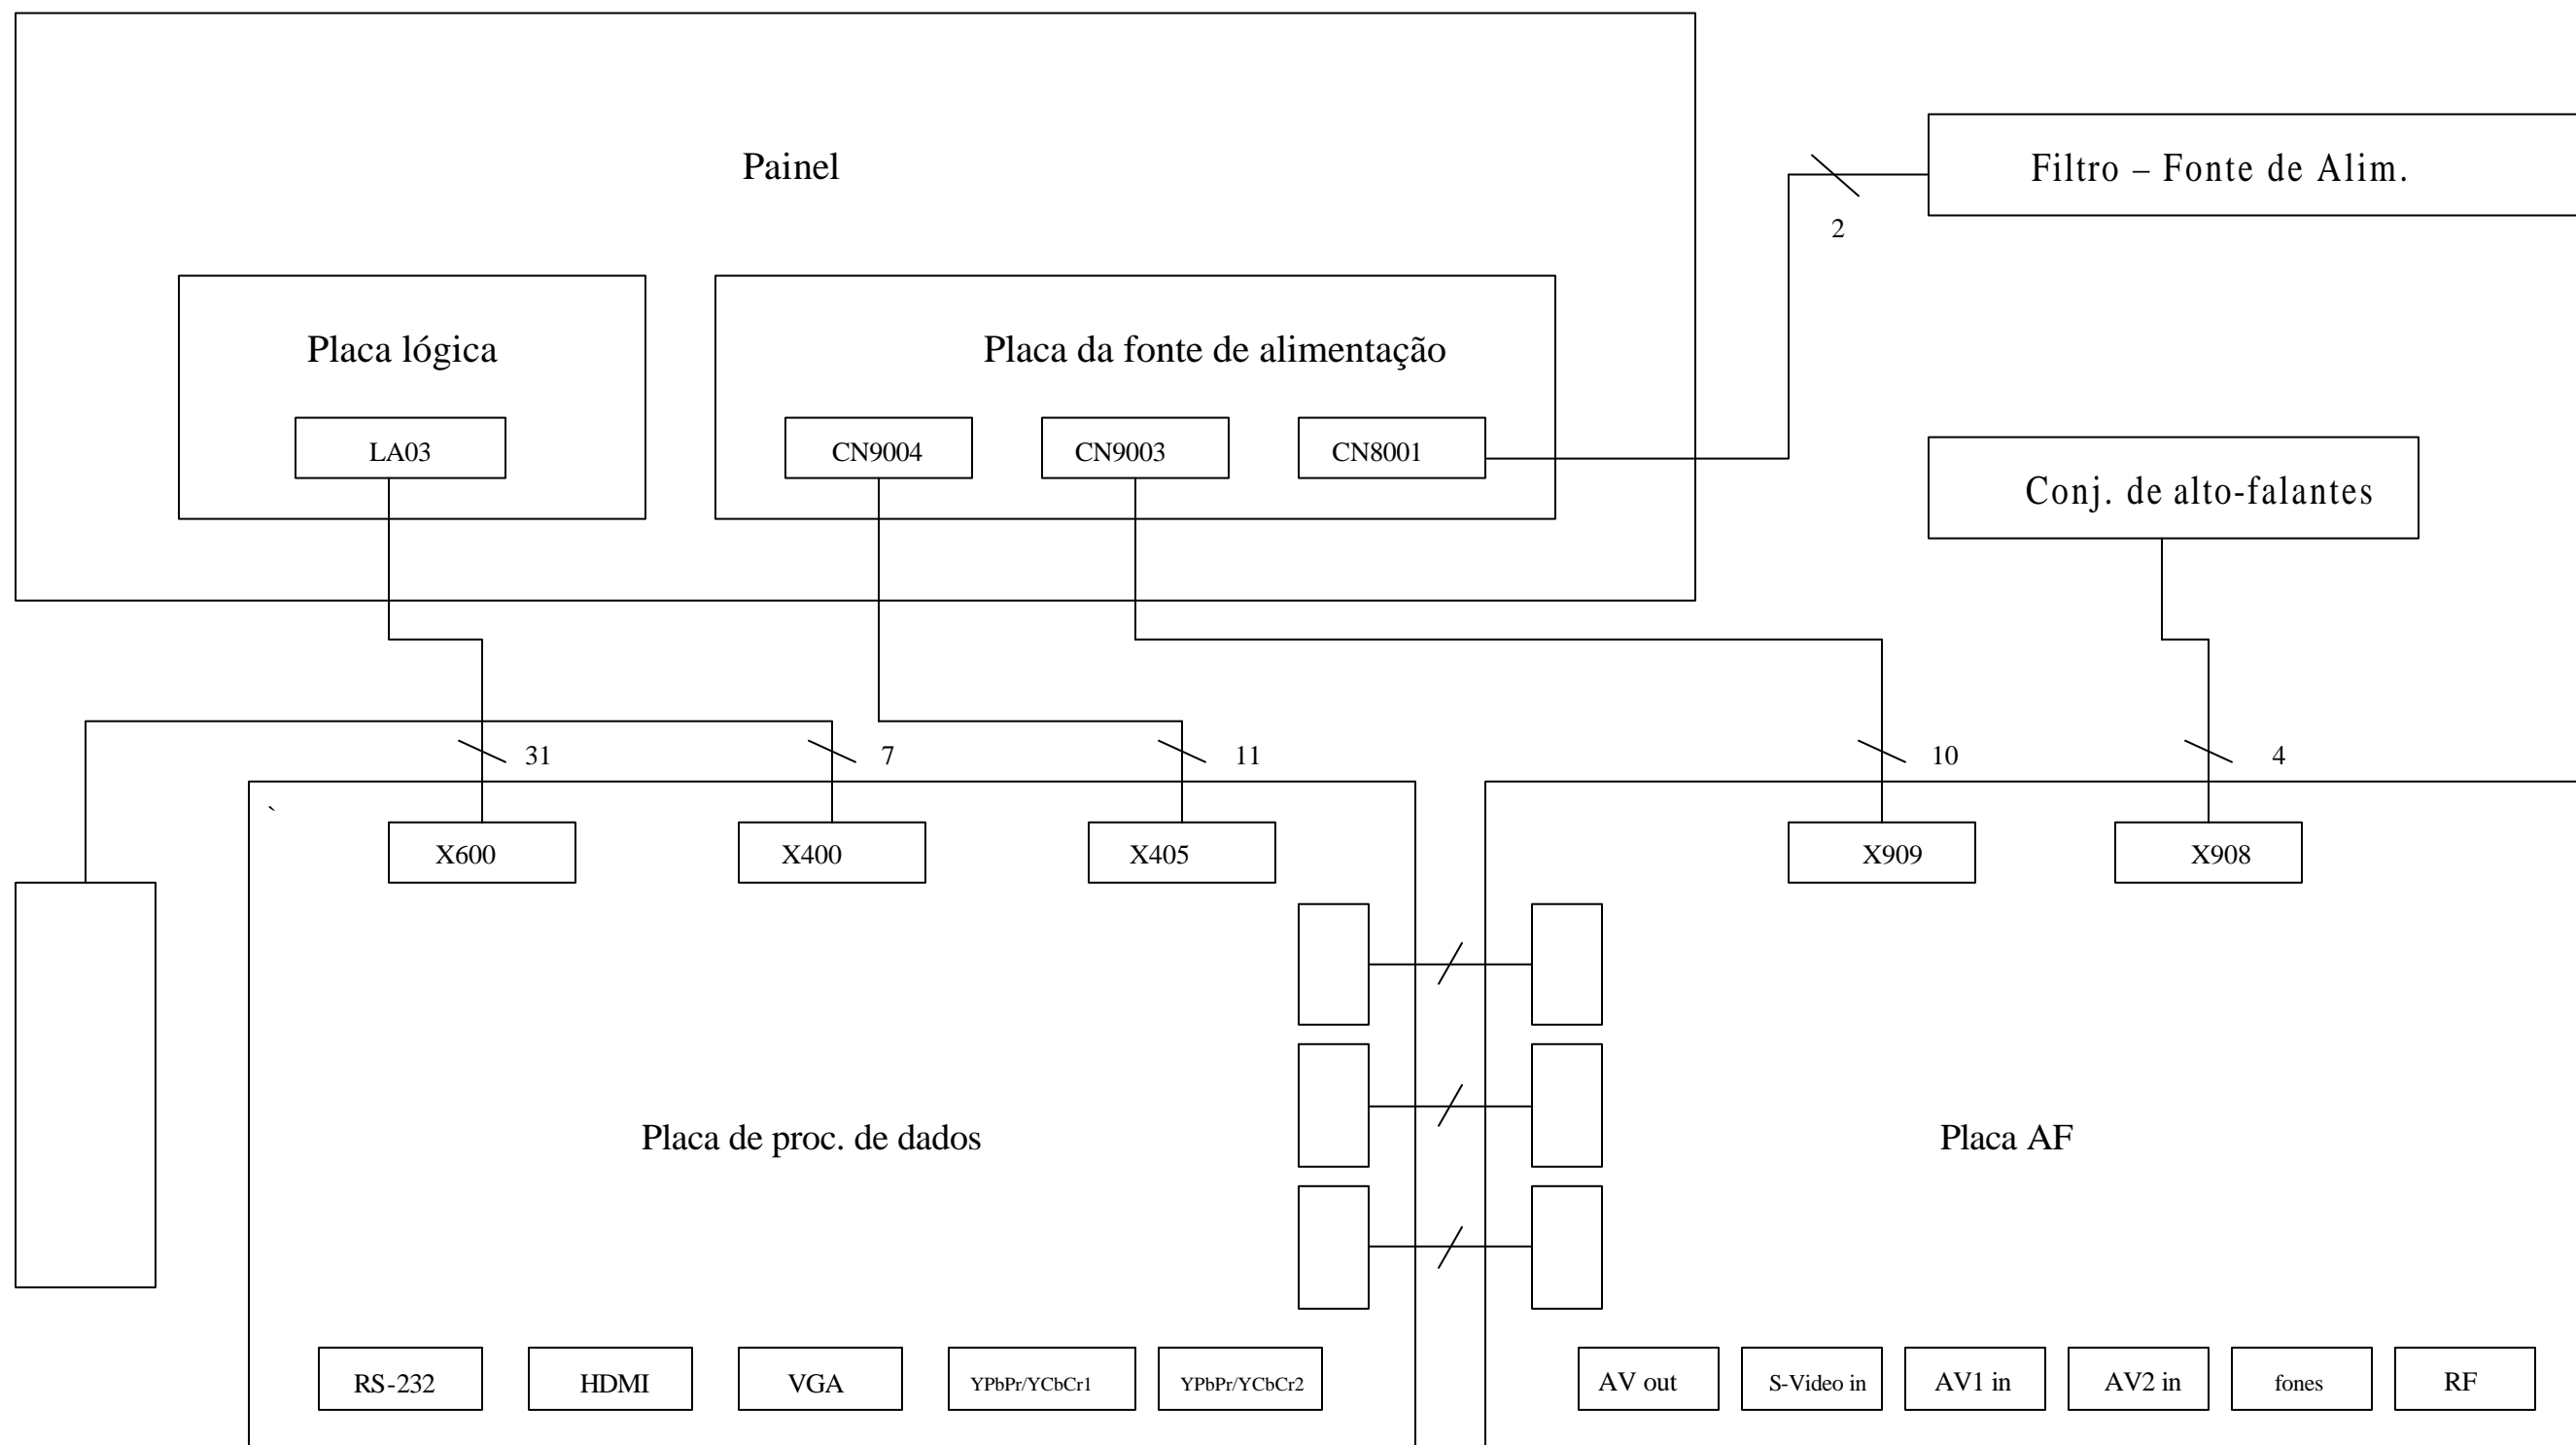 Painel
Filtro – Fonte de Alim.
2
Placa lógica
Placa da fonte de alimentação
LA03
CN9004
CN9003
CN8001
Conj. de alto-falantes
31
7
11
10
4
`
X600
X400
X405
X909
X908
Placa de proc. de dados
Placa AF
RS-232
HDMI
VGA
YPbPr/YCbCr1
YPbPr/YCbCr2
AV out
S-Video in
AV1 in
AV2 in
fones
RF